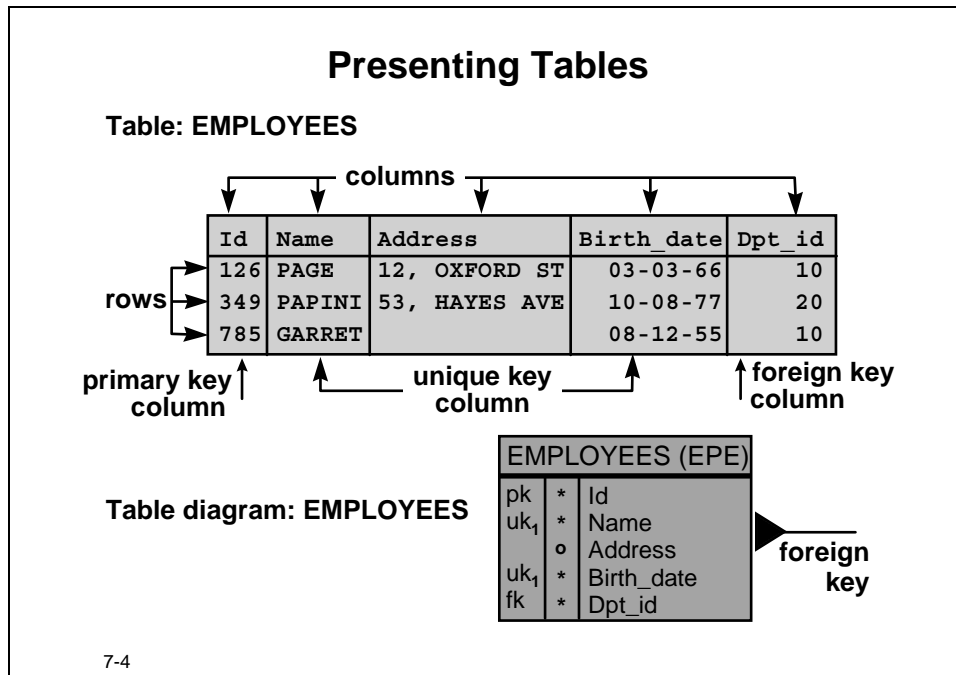 Presenting Tables
Table: EMPLOYEES
columns
Id Name Address Birth_date Dpt_id
126 PAGE 12, OXFORD ST 03-03-66 10
rows 349 PAPINI 53, HAYES AVE 10-08-77 20
785 GARRET 08-12-55 10
primary key column
unique key column
foreign key column
Table diagram: EMPLOYEES
EMPLOYEES (EPE)
pk * Id
uk1 * Name
o Address
uk1 * Birth_date
fk * Dpt_id
foreign
key
7-4